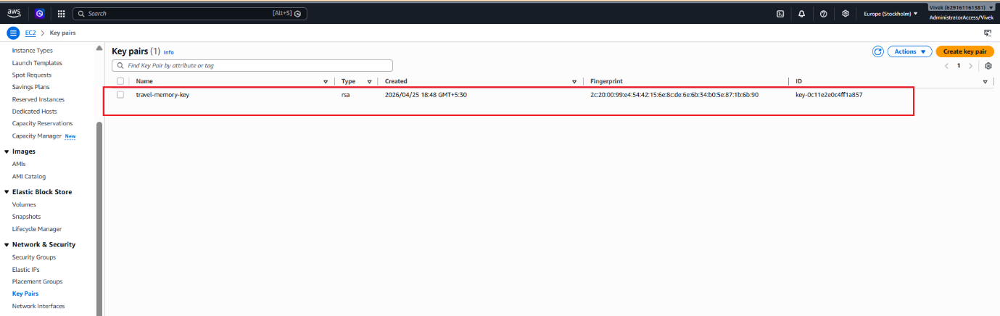 aws
Search [Alt+S]
Europe (Stockholm)
Vivek (629161161381)
AdministratorAccess/Vivek
EC2 > Key pairs
Instance Types
Launch Templates
Spot Requests
Savings Plans
Reserved Instances
Dedicated Hosts
Capacity Reservations
Capacity Manager New
Images
AMIs
AMI Catalog
Elastic Block Store
Volumes
Snapshots
Lifecycle Manager
Network & Security
Security Groups
Elastic IPs
Placement Groups
Key Pairs
Network Interfaces
Key pairs (1) Info
Actions
Create key pair
Find Key Pair by attribute or tag
1
Name Type Created Fingerprint ID
travel-memory-key rsa 2026/04/25 18:48 GMT+5:30 2c:20:00:99:e4:54:42:15:6e:8c:de:6e:6b:34:b0:5e:87:1b:6b:90 key-0c11e2e0c4ff1a857